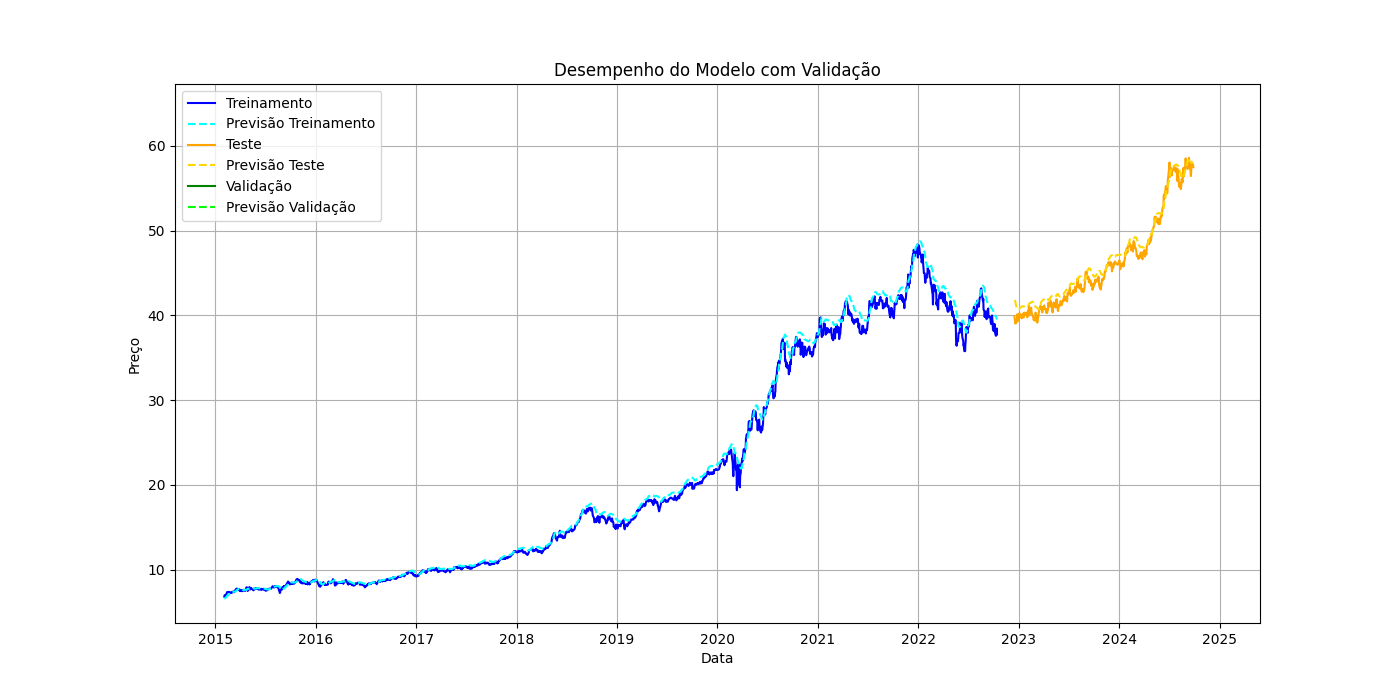 Desempenho do Modelo com Validação
Treinamento
Previsão Treinamento
Teste
Previsão Teste
Validação
Previsão Validação
60
50
40
30
20
10
Preço
2015 2016 2017 2018 2019 2020 2021 2022 2023 2024 2025
Data